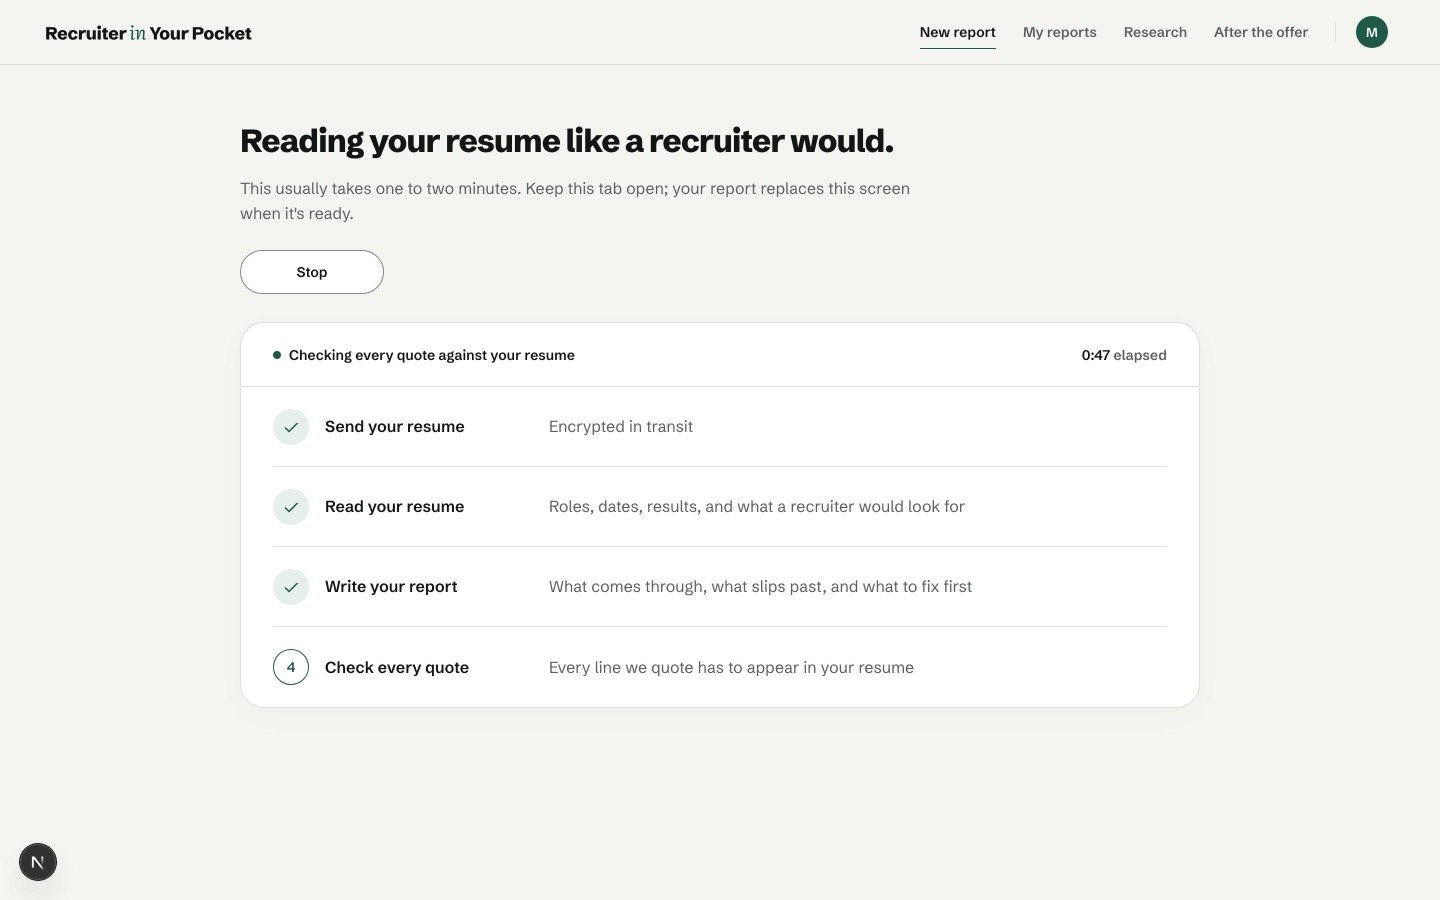 Recruiter in Your Pocket
New report
My reports
Research
After the offer
M
Reading your resume like a recruiter would.
This usually takes one to two minutes. Keep this tab open; your report replaces this screen
when it's ready.
Stop
Checking every quote against your resume
0:47 elapsed
Send your resume
Encrypted in transit
Read your resume
Roles, dates, results, and what a recruiter would look for
Write your report
What comes through, what slips past, and what to fix first
4
Check every quote
Every line we quote has to appear in your resume
N